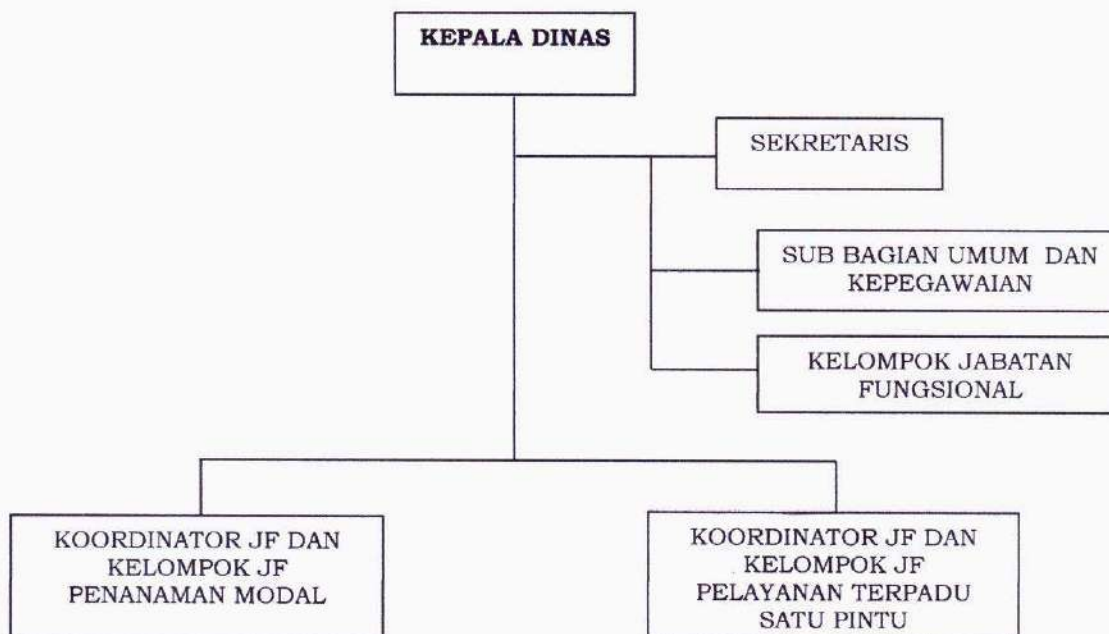 KEPALA DINAS
SEKRETARIS
SUB BAGIAN UMUM DAN
KEPEGAWAIAN
KELOMPOK JABATAN
FUNGSIONAL
KOORDINATOR JF DAN
KELOMPOK JF
PENANAMAN MODAL
KOORDINATOR JF DAN
KELOMPOK JF
PELAYANAN TERPADU
SATU PINTU